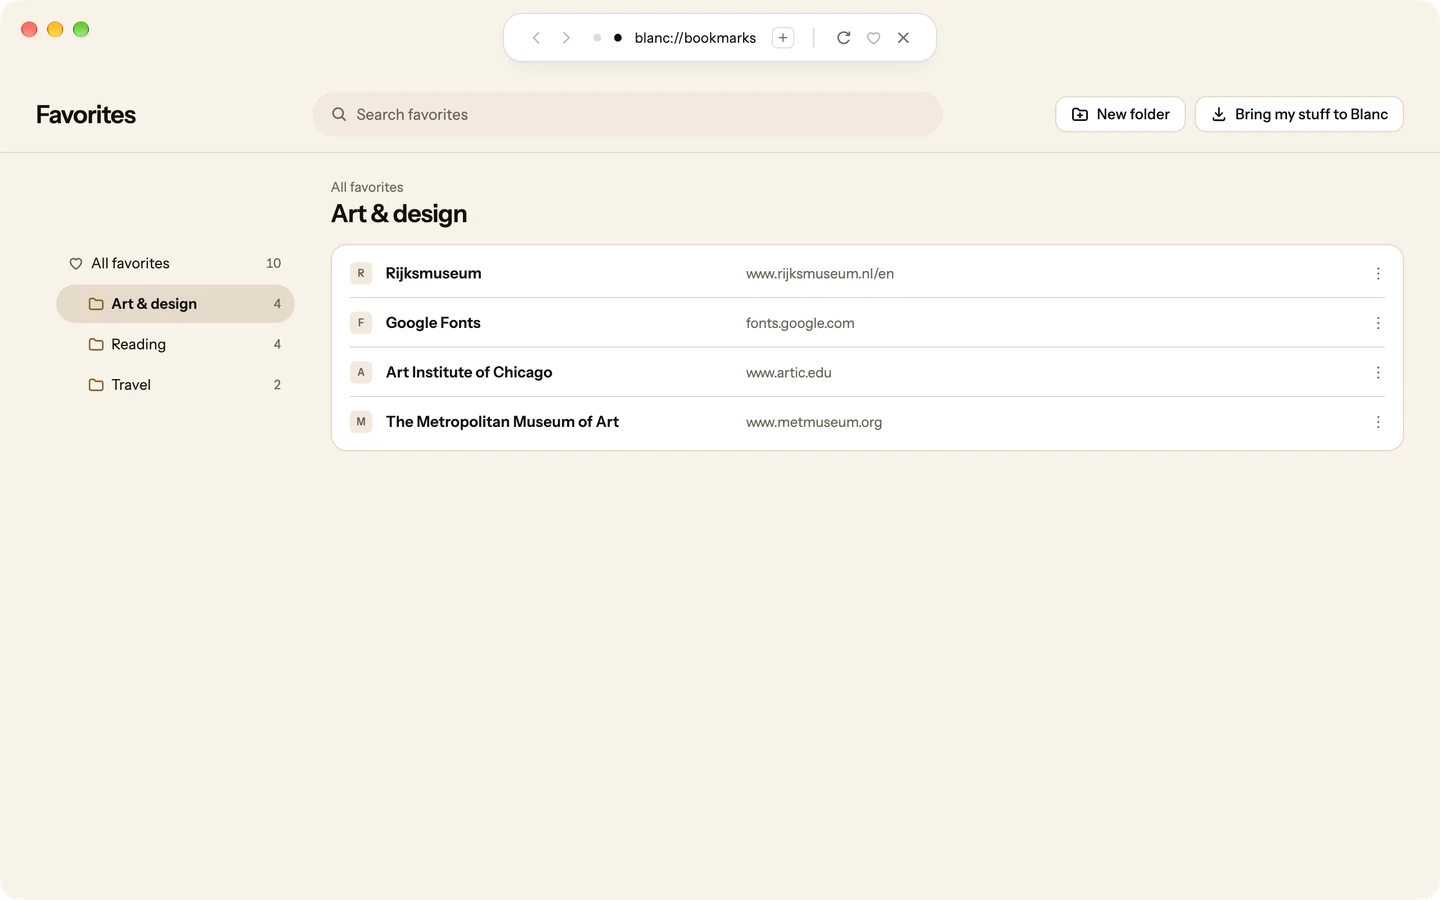 blanc://bookmarks
Favorites
Search favorites
New folder
Bring my stuff to Blanc
All favorites
Art & design
All favorites 10
Art & design 4
Reading 4
Travel 2
R Rijksmuseum www.rijksmuseum.nl/en
F Google Fonts fonts.google.com
A Art Institute of Chicago www.artic.edu
M The Metropolitan Museum of Art www.metmuseum.org